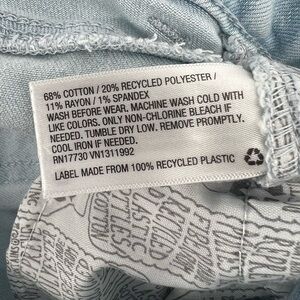 68% COTTON / 20% RECYCLED POLYESTER /
11% RAYON / 1% SPANDEX
WASH BEFORE WEAR. MACHINE WASH COLD WITH
LIKE COLORS. ONLY NON-CHLORINE BLEACH IF
NEEDED. TUMBLE DRY LOW. REMOVE PROMPTLY.
COOL IRON IF NEEDED.
RN17730 VN1311992
LABEL MADE FROM 100% RECYCLED PLASTIC